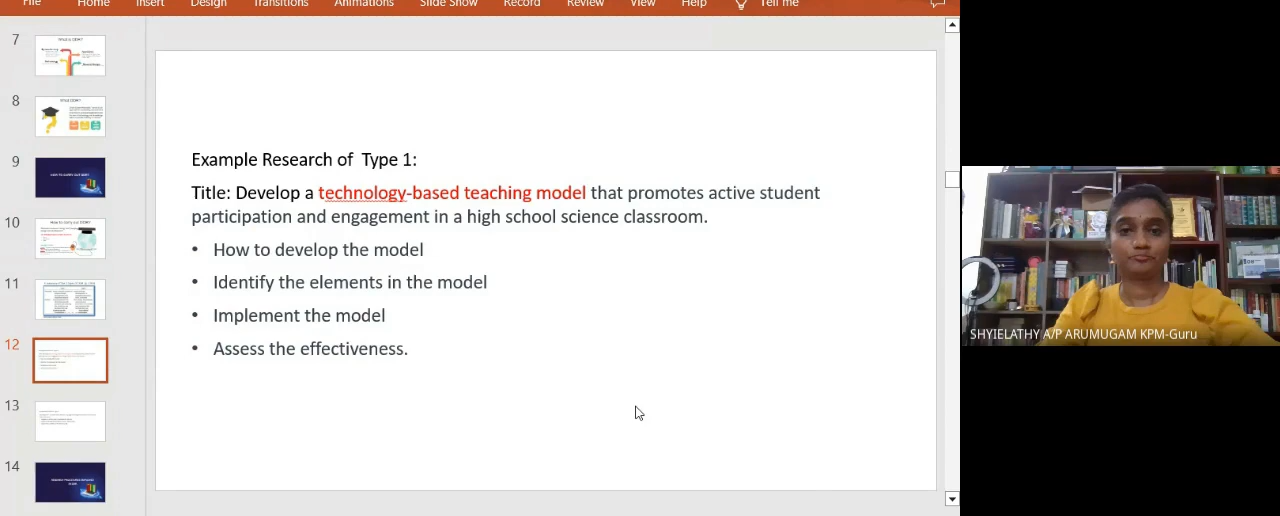 File Home Insert Design Transitions Animations Slide Show Record Review View Help Tell me
7
8
9
10
11
12
13
14
Example Research of Type 1:
Title: Develop a technology-based teaching model that promotes active student
participation and engagement in a high school science classroom.
• How to develop the model
• Identify the elements in the model
• Implement the model
• Assess the effectiveness.
SHYIELATHY A/P ARUMUGAM KPM-Guru